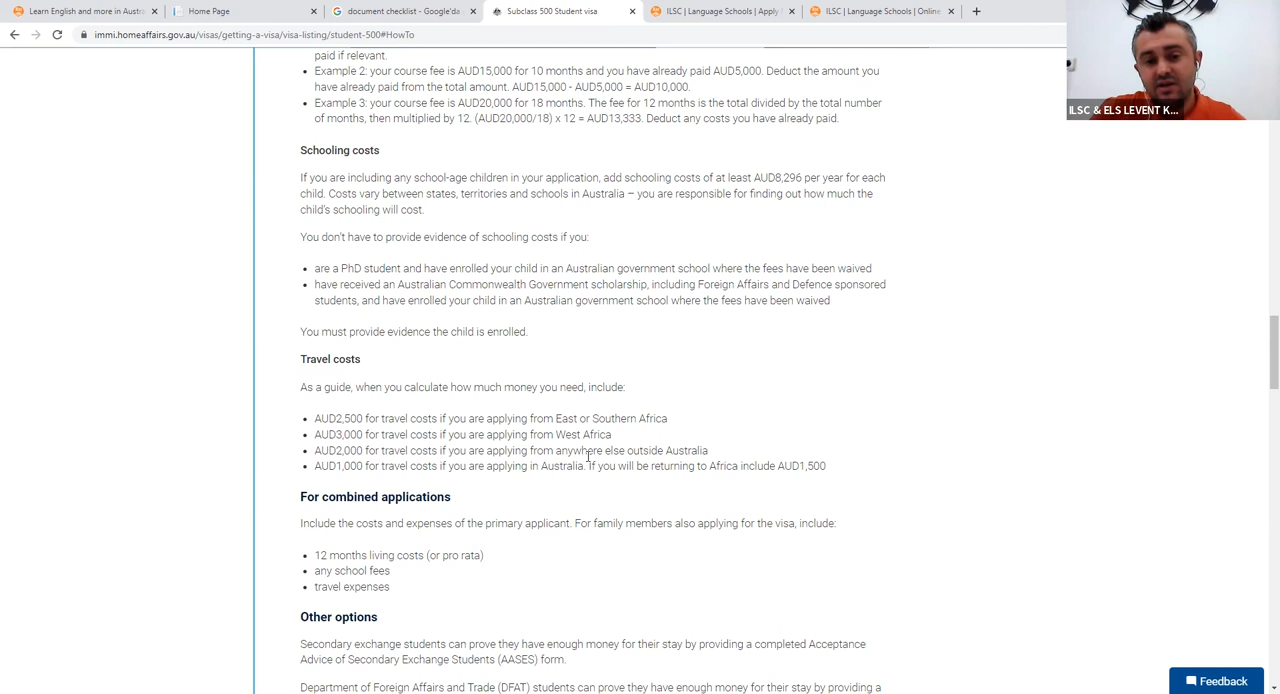 Learn English and more in Austr
Home Page
document checklist - Google'da
Subclass 500 Student visa
ILSC | Language Schools | Apply
ILSC | Language Schools | Online
immi.homeaffairs.gov.au/visas/getting-a-visa/visa-listing/student-500#HowTo
ILSC & ELS LEVENT K...
paid if relevant.
• Example 2: your course fee is AUD15,000 for 10 months and you have already paid AUD5,000. Deduct the amount you
have already paid from the total amount. AUD15,000 - AUD5,000 = AUD10,000.
• Example 3: your course fee is AUD20,000 for 18 months. The fee for 12 months is the total divided by the total number
of months, then multiplied by 12. (AUD20,000/18) x 12 = AUD13,333. Deduct any costs you have already paid.
Schooling costs
If you are including any school-age children in your application, add schooling costs of at least AUD8,296 per year for each
child. Costs vary between states, territories and schools in Australia – you are responsible for finding out how much the
child's schooling will cost.
You don't have to provide evidence of schooling costs if you:
• are a PhD student and have enrolled your child in an Australian government school where the fees have been waived
• have received an Australian Commonwealth Government scholarship, including Foreign Affairs and Defence sponsored
students, and have enrolled your child in an Australian government school where the fees have been waived
You must provide evidence the child is enrolled.
Travel costs
As a guide, when you calculate how much money you need, include:
• AUD2,500 for travel costs if you are applying from East or Southern Africa
• AUD3,000 for travel costs if you are applying from West Africa
• AUD2,000 for travel costs if you are applying from anywhere else outside Australia
• AUD1,000 for travel costs if you are applying in Australia. If you will be returning to Africa include AUD1,500
For combined applications
Include the costs and expenses of the primary applicant. For family members also applying for the visa, include:
• 12 months living costs (or pro rata)
• any school fees
• travel expenses
Other options
Secondary exchange students can prove they have enough money for their stay by providing a completed Acceptance
Advice of Secondary Exchange Students (AASES) form.
Department of Foreign Affairs and Trade (DFAT) students can prove they have enough money for their stay by providing a
Feedback